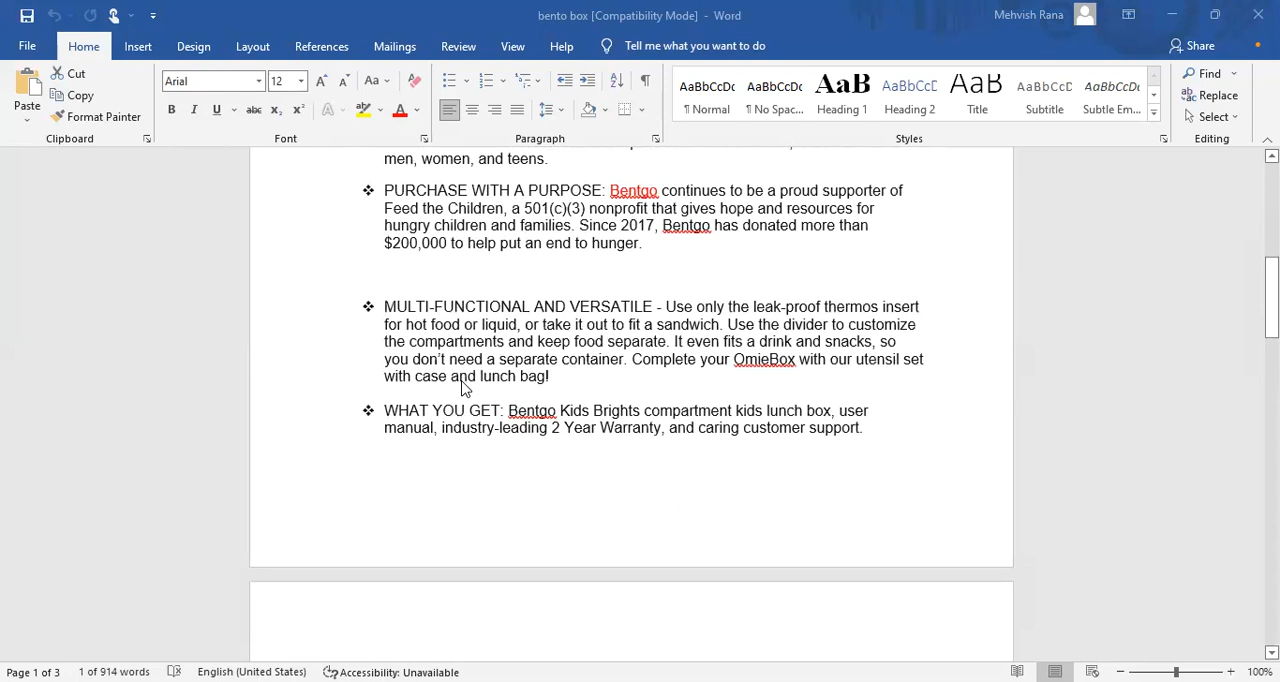 bento box [Compatibility Mode] - Word
Mehvish Rana
File Home Insert Design Layout References Mailings Review View Help Tell me what you want to do
Share
Paste
Cut
Copy
Format Painter
Clipboard
Arial 12
Font
Paragraph
AaBbCcDc AaBbCcDc AaB AaBbCcD AaB AaBbCcD AaBbCcDc
¶ Normal ¶ No Spac... Heading 1 Heading 2 Title Subtitle Subtle Em...
Styles
Find
Replace
Select
Editing
men, women, and teens.
❖ PURCHASE WITH A PURPOSE: Bentgo continues to be a proud supporter of
Feed the Children, a 501(c)(3) nonprofit that gives hope and resources for
hungry children and families. Since 2017, Bentgo has donated more than
$200,000 to help put an end to hunger.
❖ MULTI-FUNCTIONAL AND VERSATILE - Use only the leak-proof thermos insert
for hot food or liquid, or take it out to fit a sandwich. Use the divider to customize
the compartments and keep food separate. It even fits a drink and snacks, so
you don’t need a separate container. Complete your OmieBox with our utensil set
with case and lunch bag!
❖ WHAT YOU GET: Bentgo Kids Brights compartment kids lunch box, user
manual, industry-leading 2 Year Warranty, and caring customer support.
Page 1 of 3 1 of 914 words English (United States) Accessibility: Unavailable 100%